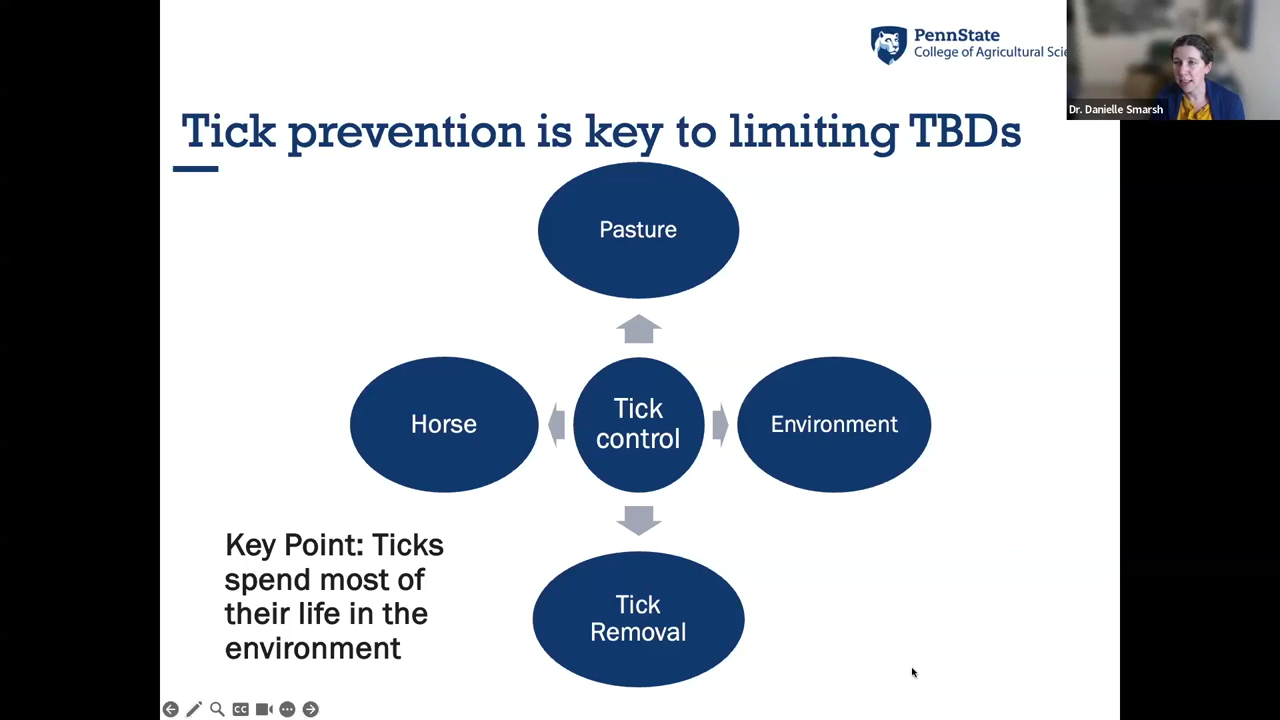 PennState
College of Agricultural Scie
Dr. Danielle Smarsh
Tick prevention is key to limiting TBDs
Pasture
Horse
Tick
control
Environment
Key Point: Ticks
spend most of
their life in the
environment
Tick
Removal
CC